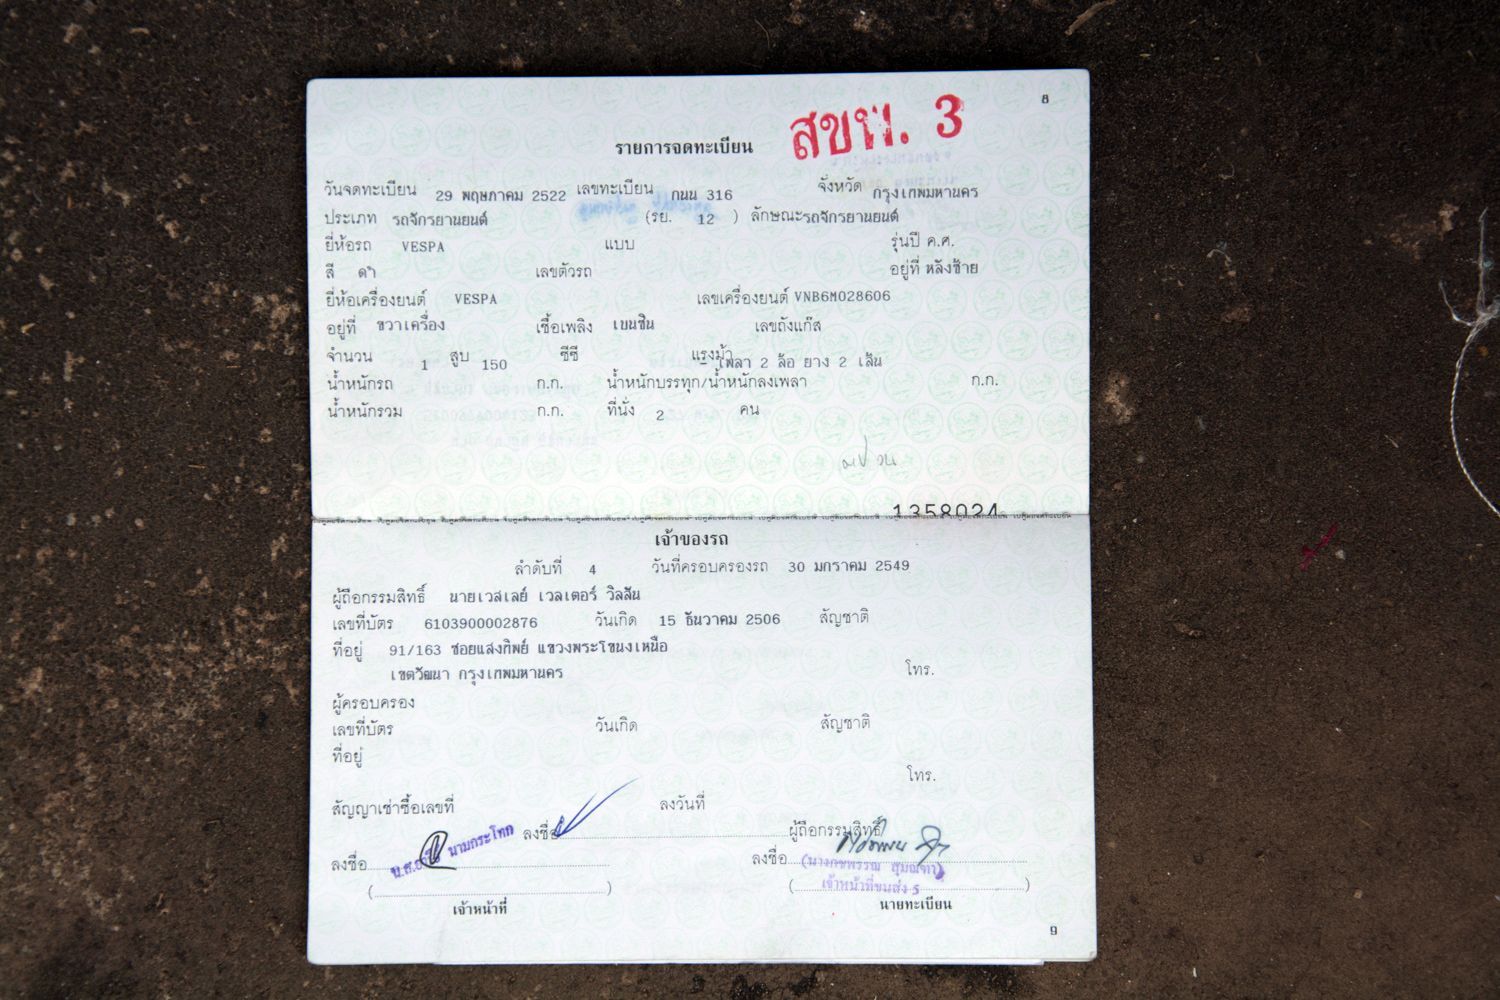 8
สขพ. 3
รายการจดทะเบียน
วันจดทะเบียน 29 พฤษภาคม 2522 เลขทะเบียน กนน 316 จังหวัด กรุงเทพมหานคร
ประเภท รถจักรยานยนต์ (รย. 12 ) ลักษณะรถจักรยานยนต์
ยี่ห้อรถ VESPA แบบ รุ่นปี ค.ศ.
สี ดำ เลขตัวรถ อยู่ที่ หลังซ้าย
ยี่ห้อเครื่องยนต์ VESPA เลขเครื่องยนต์ VNB6M028606
อยู่ที่ ขวาเครื่อง เชื้อเพลิง เบนซิน เลขถังแก๊ส
จำนวน 1 สูบ 150 ซีซี แรงม้า - เพลา 2 ล้อ ยาง 2 เส้น
น้ำหนักรถ ก.ก. น้ำหนักบรรทุก/น้ำหนักลงเพลา ก.ก.
น้ำหนักรวม ก.ก. ที่นั่ง 2 คน
1358024
เจ้าของรถ
ลำดับที่ 4 วันที่ครอบครองรถ 30 มกราคม 2549
ผู้ถือกรรมสิทธิ์ นายเวสเลย์ เวลเตอร์ วิลสัน
เลขที่บัตร 6103900002876 วันเกิด 15 ธันวาคม 2506 สัญชาติ
ที่อยู่ 91/163 ซอยแสงทิพย์ แขวงพระโขนงเหนือ
เขตวัฒนา กรุงเทพมหานคร โทร.
ผู้ครอบครอง
เลขที่บัตร วันเกิด สัญชาติ
ที่อยู่
โทร.
สัญญาเช่าซื้อเลขที่ ลงวันที่
ลงชื่อ ผู้ถือกรรมสิทธิ์
ลงชื่อ นามกระโทก ลงชื่อ
เจ้าหน้าที่ขนส่ง 5
เจ้าหน้าที่ นายทะเบียน
9